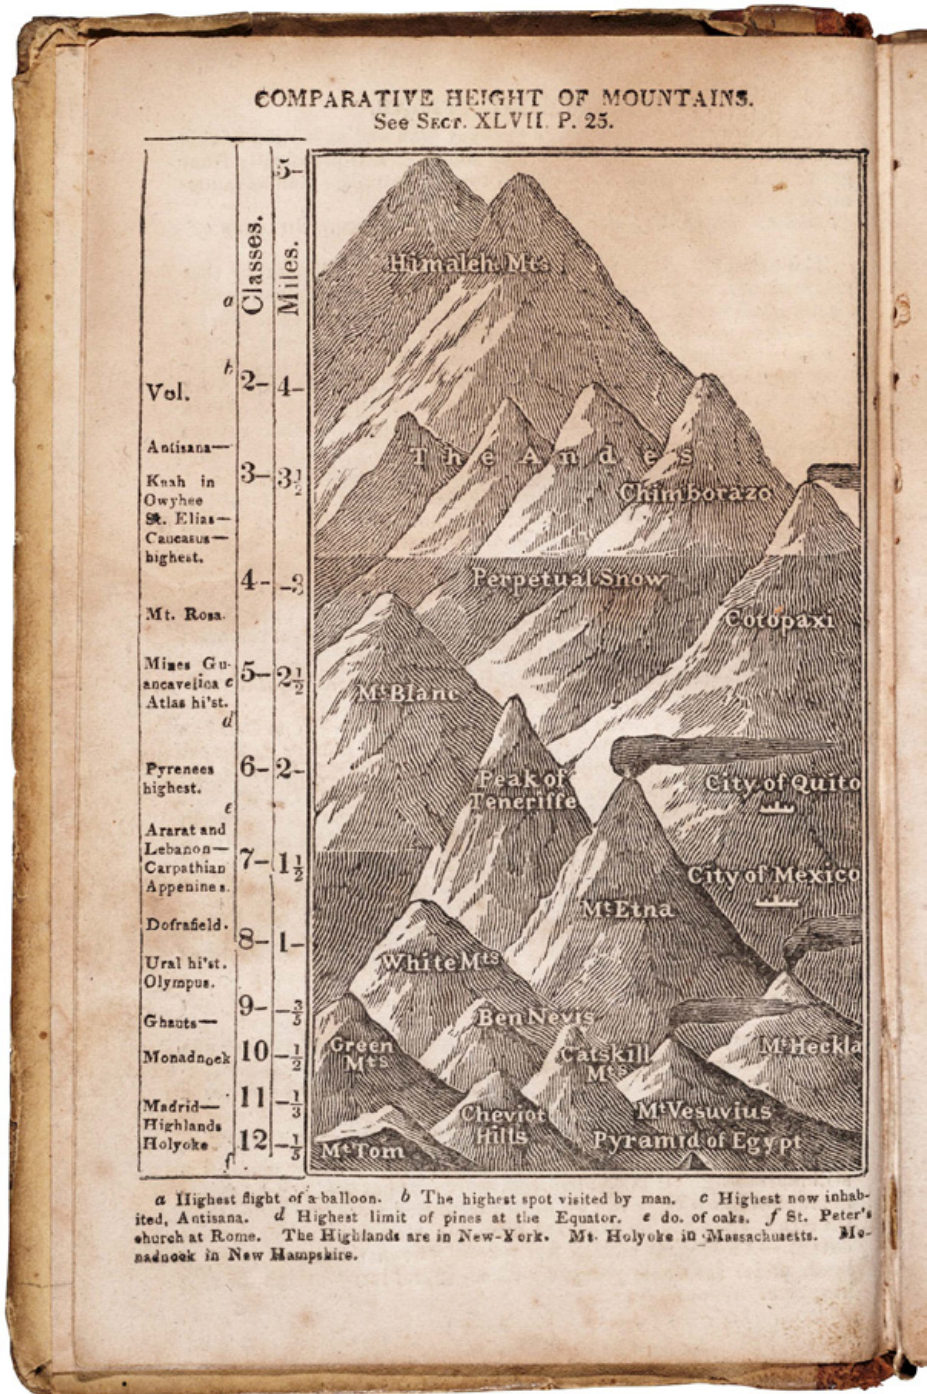 COMPARATIVE HEIGHT OF MOUNTAINS.
See SECT. XLVII. P. 25.
Classes.
Miles.
5-
a
b
Vol.
2-
4-
Antisana—
3-
3½
Keah in
Owyhee
St. Elias—
Caucasus—
highest.
4-
-3
Mt. Rosa.
Mines Gu-
ancavelica c
Atlas hi'st.
d
5-
2½
Pyrenees
highest.
6-
2-
e
Ararat and
Lebanon—
Carpathian
Appenines.
7-
1½
Dofrafield.
8-
1-
Ural hi'st.
Olympus.
9-
Ghauts—
Monadnock
10
-½
Madrid—
Highlands
Holyoke
11
-⅓
12
-⅕
f
Himaleh Mts
The Andes
Chimborazo
Perpetual Snow
Cotopaxi
Mt Blanc
Peak of
Teneriffe
City of Quito
City of Mexico
Mt Etna
White Mts
Ben Nevis
Green
Mts
Catskill
Mts
Mt Heckla
Cheviot
Hills
Mt Vesuvius
Mt Tom
Pyramid of Egypt
a Highest flight of a balloon. b The highest spot visited by man. c Highest now inhab-
ited, Antisana. d Highest limit of pines at the Equator. e do. of oaks. f St. Peter's
church at Rome. The Highlands are in New-York. Mt. Holyoke in Massachusetts. Mo-
nadnock in New Hampshire.